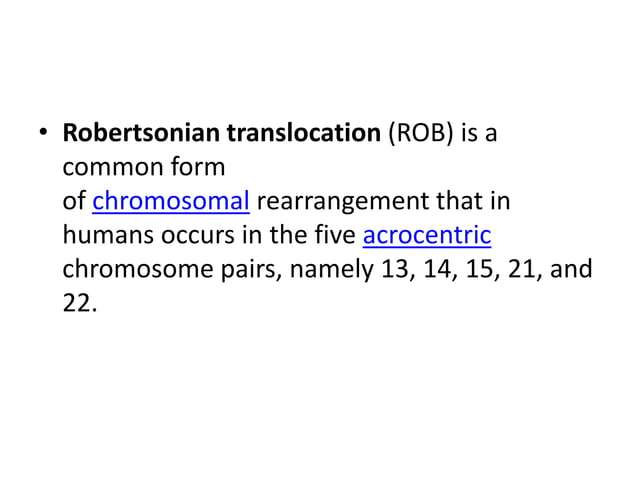 • Robertsonian translocation (ROB) is a
common form
of chromosomal rearrangement that in
humans occurs in the five acrocentric
chromosome pairs, namely 13, 14, 15, 21, and
22.